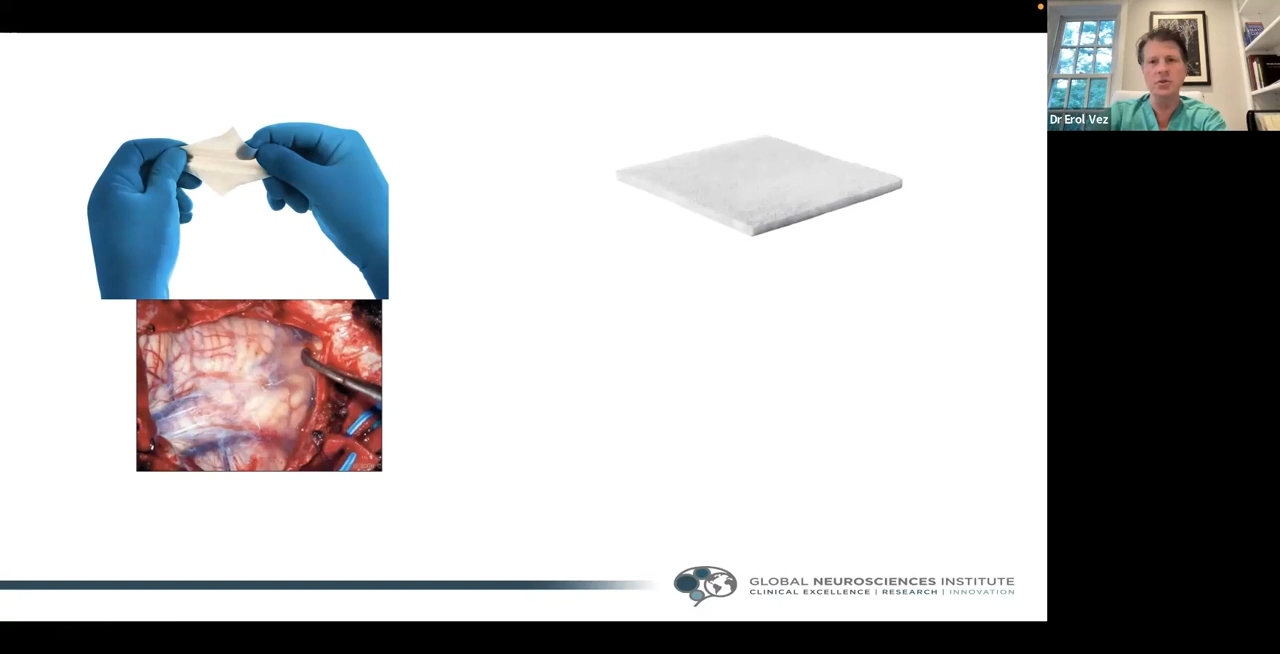 Dr Erol Vez
GLOBAL NEUROSCIENCES INSTITUTE
CLINICAL EXCELLENCE | RESEARCH | INNOVATION